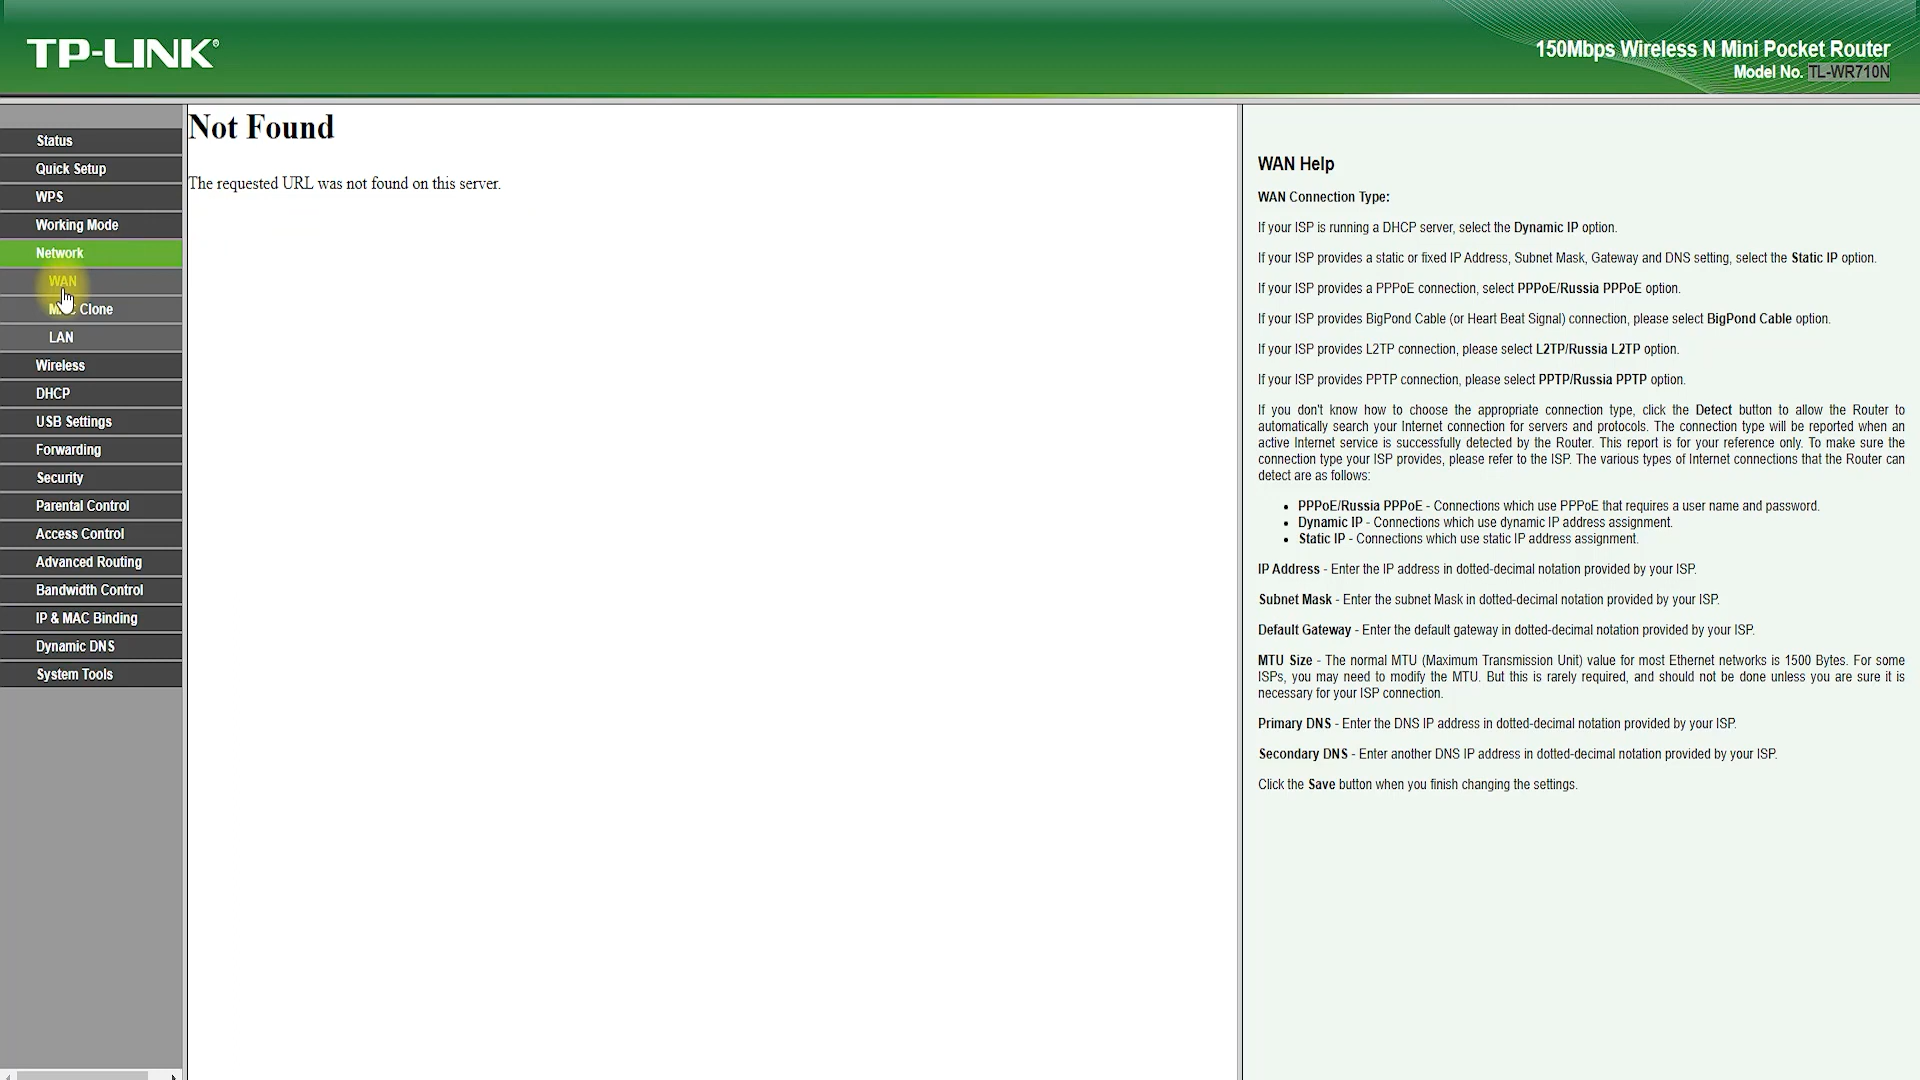 TP-LINK®
150Mbps Wireless N Mini Pocket Router
Model No. TL-WR710N
Status
Quick Setup
WPS
Working Mode
Network
WAN
Clone
LAN
Wireless
DHCP
USB Settings
Forwarding
Security
Parental Control
Access Control
Advanced Routing
Bandwidth Control
IP & MAC Binding
Dynamic DNS
System Tools
Not Found
The requested URL was not found on this server.
WAN Help
WAN Connection Type:
If your ISP is running a DHCP server, select the Dynamic IP option.
If your ISP provides a static or fixed IP Address, Subnet Mask, Gateway and DNS setting, select the Static IP option.
If your ISP provides a PPPoE connection, select PPPoE/Russia PPPoE option.
If your ISP provides BigPond Cable (or Heart Beat Signal) connection, please select BigPond Cable option.
If your ISP provides L2TP connection, please select L2TP/Russia L2TP option.
If your ISP provides PPTP connection, please select PPTP/Russia PPTP option.
If you don't know how to choose the appropriate connection type, click the Detect button to allow the Router to
automatically search your Internet connection for servers and protocols. The connection type will be reported when an
active Internet service is successfully detected by the Router. This report is for your reference only. To make sure the
connection type your ISP provides, please refer to the ISP. The various types of Internet connections that the Router can
detect are as follows:
• PPPoE/Russia PPPoE - Connections which use PPPoE that requires a user name and password.
• Dynamic IP - Connections which use dynamic IP address assignment.
• Static IP - Connections which use static IP address assignment.
IP Address - Enter the IP address in dotted-decimal notation provided by your ISP.
Subnet Mask - Enter the subnet Mask in dotted-decimal notation provided by your ISP.
Default Gateway - Enter the default gateway in dotted-decimal notation provided by your ISP.
MTU Size - The normal MTU (Maximum Transmission Unit) value for most Ethernet networks is 1500 Bytes. For some
ISPs, you may need to modify the MTU. But this is rarely required, and should not be done unless you are sure it is
necessary for your ISP connection.
Primary DNS - Enter the DNS IP address in dotted-decimal notation provided by your ISP.
Secondary DNS - Enter another DNS IP address in dotted-decimal notation provided by your ISP.
Click the Save button when you finish changing the settings.